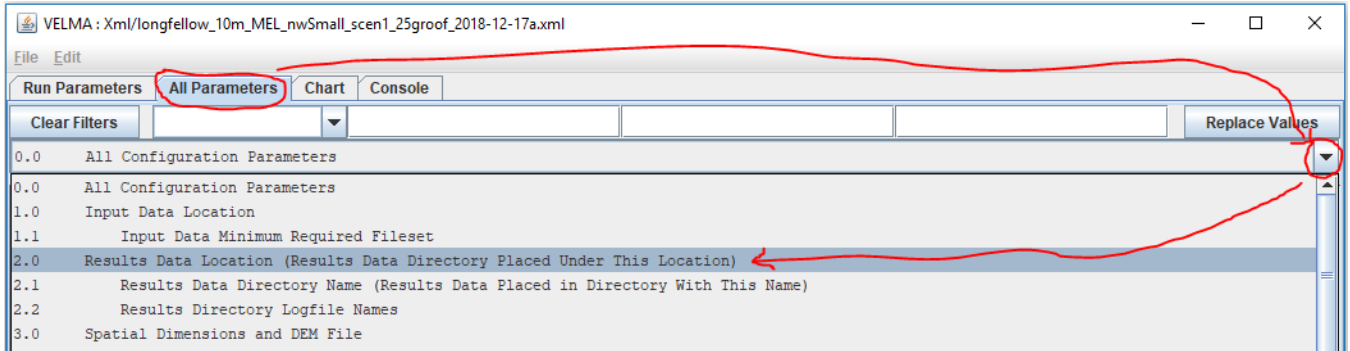 VELMA : Xml/longfellow_10m_MEL_nwSmall_scen1_25groof_2018-12-17a.xml
File Edit
Run Parameters All Parameters Chart Console
Clear Filters Replace Values
0.0 All Configuration Parameters
0.0 All Configuration Parameters
1.0 Input Data Location
1.1 Input Data Minimum Required Fileset
2.0 Results Data Location (Results Data Directory Placed Under This Location)
2.1 Results Data Directory Name (Results Data Placed in Directory With This Name)
2.2 Results Directory Logfile Names
3.0 Spatial Dimensions and DEM File